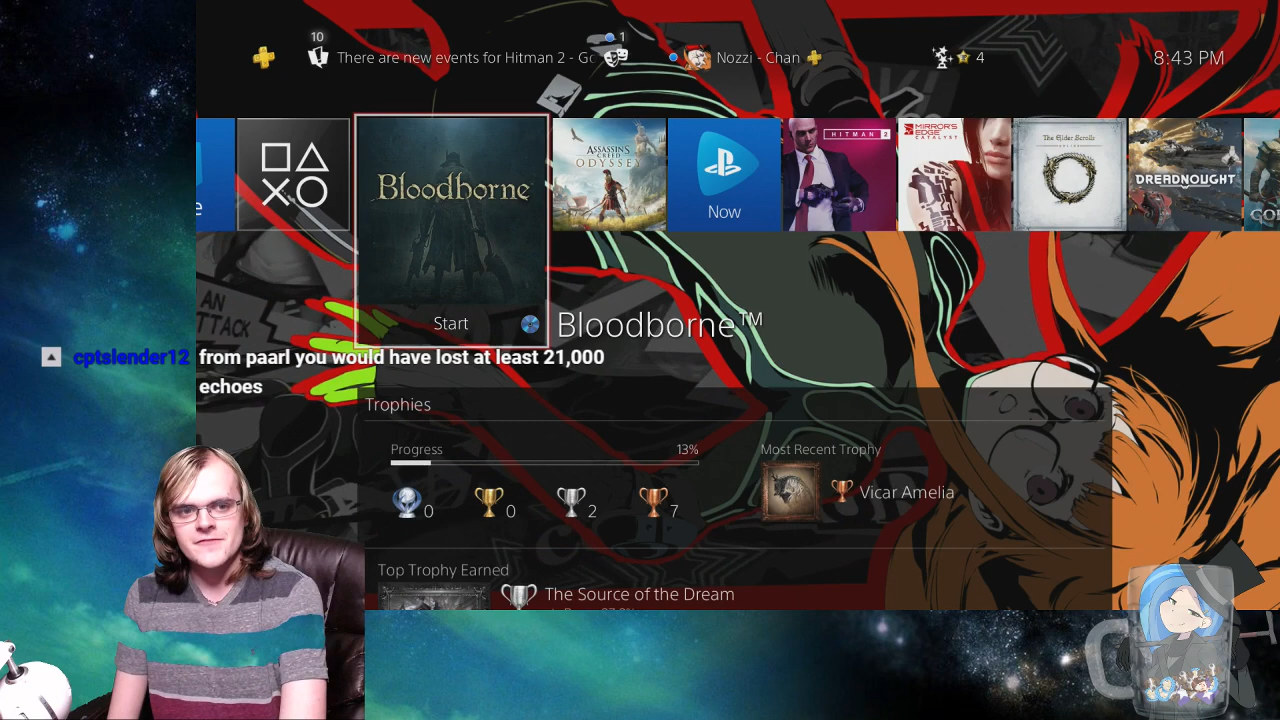 10
There are new events for Hitman 2 - Go
1
Nozzi - Chan
4
8:43 PM
Bloodborne
ASSASSIN'S
CREED
ODYSSEY
Now
HITMAN 2
MIRROR'S
EDGE
CATALYST
The Elder Scrolls
DREADNOUGHT
AN
ATTACK
Start
Bloodborne™
cptslender12 from paarl you would have lost at least 21,000
echoes
Trophies
Progress
13%
Most Recent Trophy
0
0
2
7
Vicar Amelia
Top Trophy Earned
The Source of the Dream